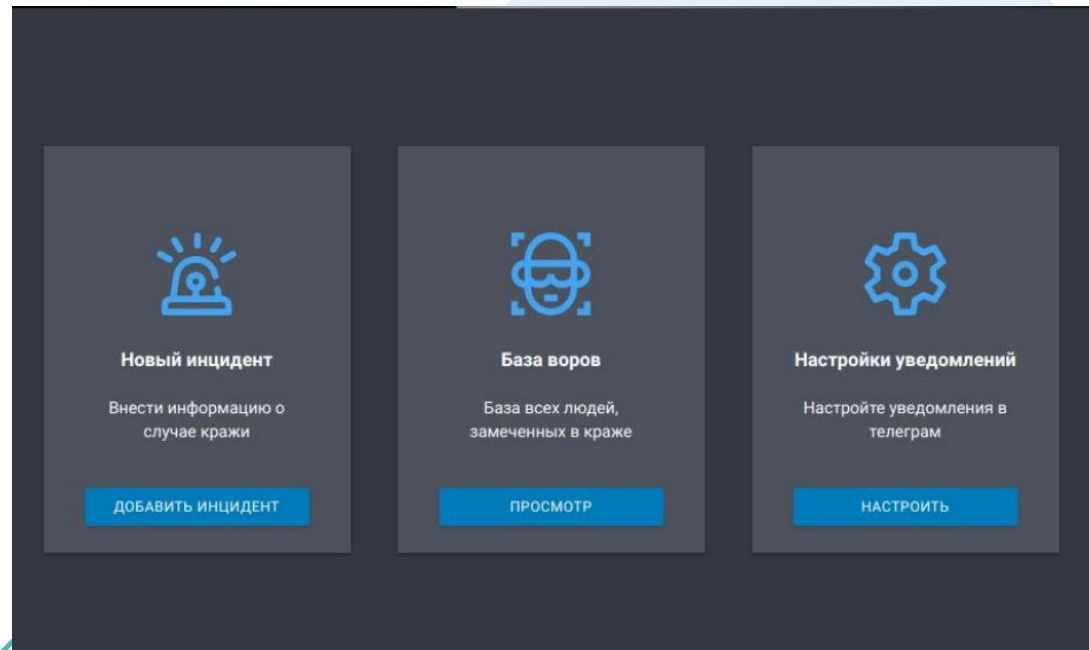 Новый инцидент
Внести информацию о
случае кражи
ДОБАВИТЬ ИНЦИДЕНТ
База воров
База всех людей,
замеченных в краже
ПРОСМОТР
Настройки уведомлений
Настройте уведомления в
телеграм
НАСТРОИТЬ